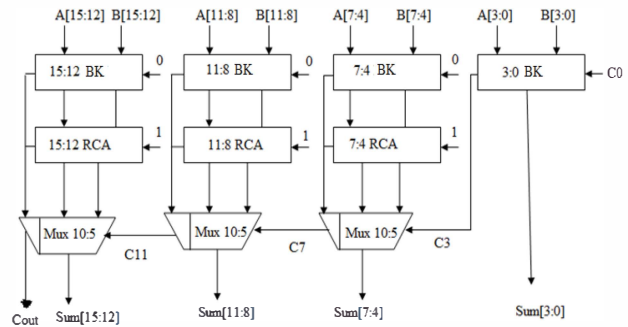 A[15:12] B[15:12] A[11:8] B[11:8] A[7:4] B[7:4] A[3:0] B[3:0]
0 0 0
15:12 BK 11:8 BK 7:4 BK 3:0 BK C0
1 1 1
15:12 RCA 11:8 RCA 7:4 RCA
Mux 10:5 Mux 10:5 Mux 10:5
C11 C7 C3
Cout Sum[15:12] Sum[11:8] Sum[7:4] Sum[3:0]